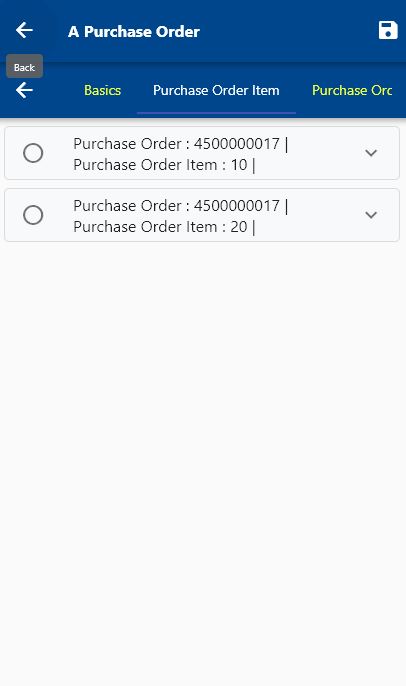 A Purchase Order
Back
Basics Purchase Order Item Purchase Orc
Purchase Order : 4500000017 |
Purchase Order Item : 10 |
Purchase Order : 4500000017 |
Purchase Order Item : 20 |